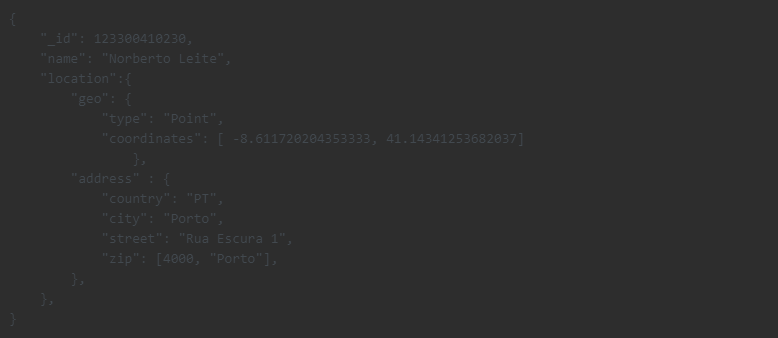 {
    "_id": 123300410230,
    "name": "Norberto Leite",
    "location":{
        "geo": {
            "type": "Point",
            "coordinates": [ -8.611720204353333, 41.14341253682037]
                },
        "address" : {
            "country": "PT",
            "city": "Porto",
            "street": "Rua Escura 1",
            "zip": [4000, "Porto"],
        },
    },
}